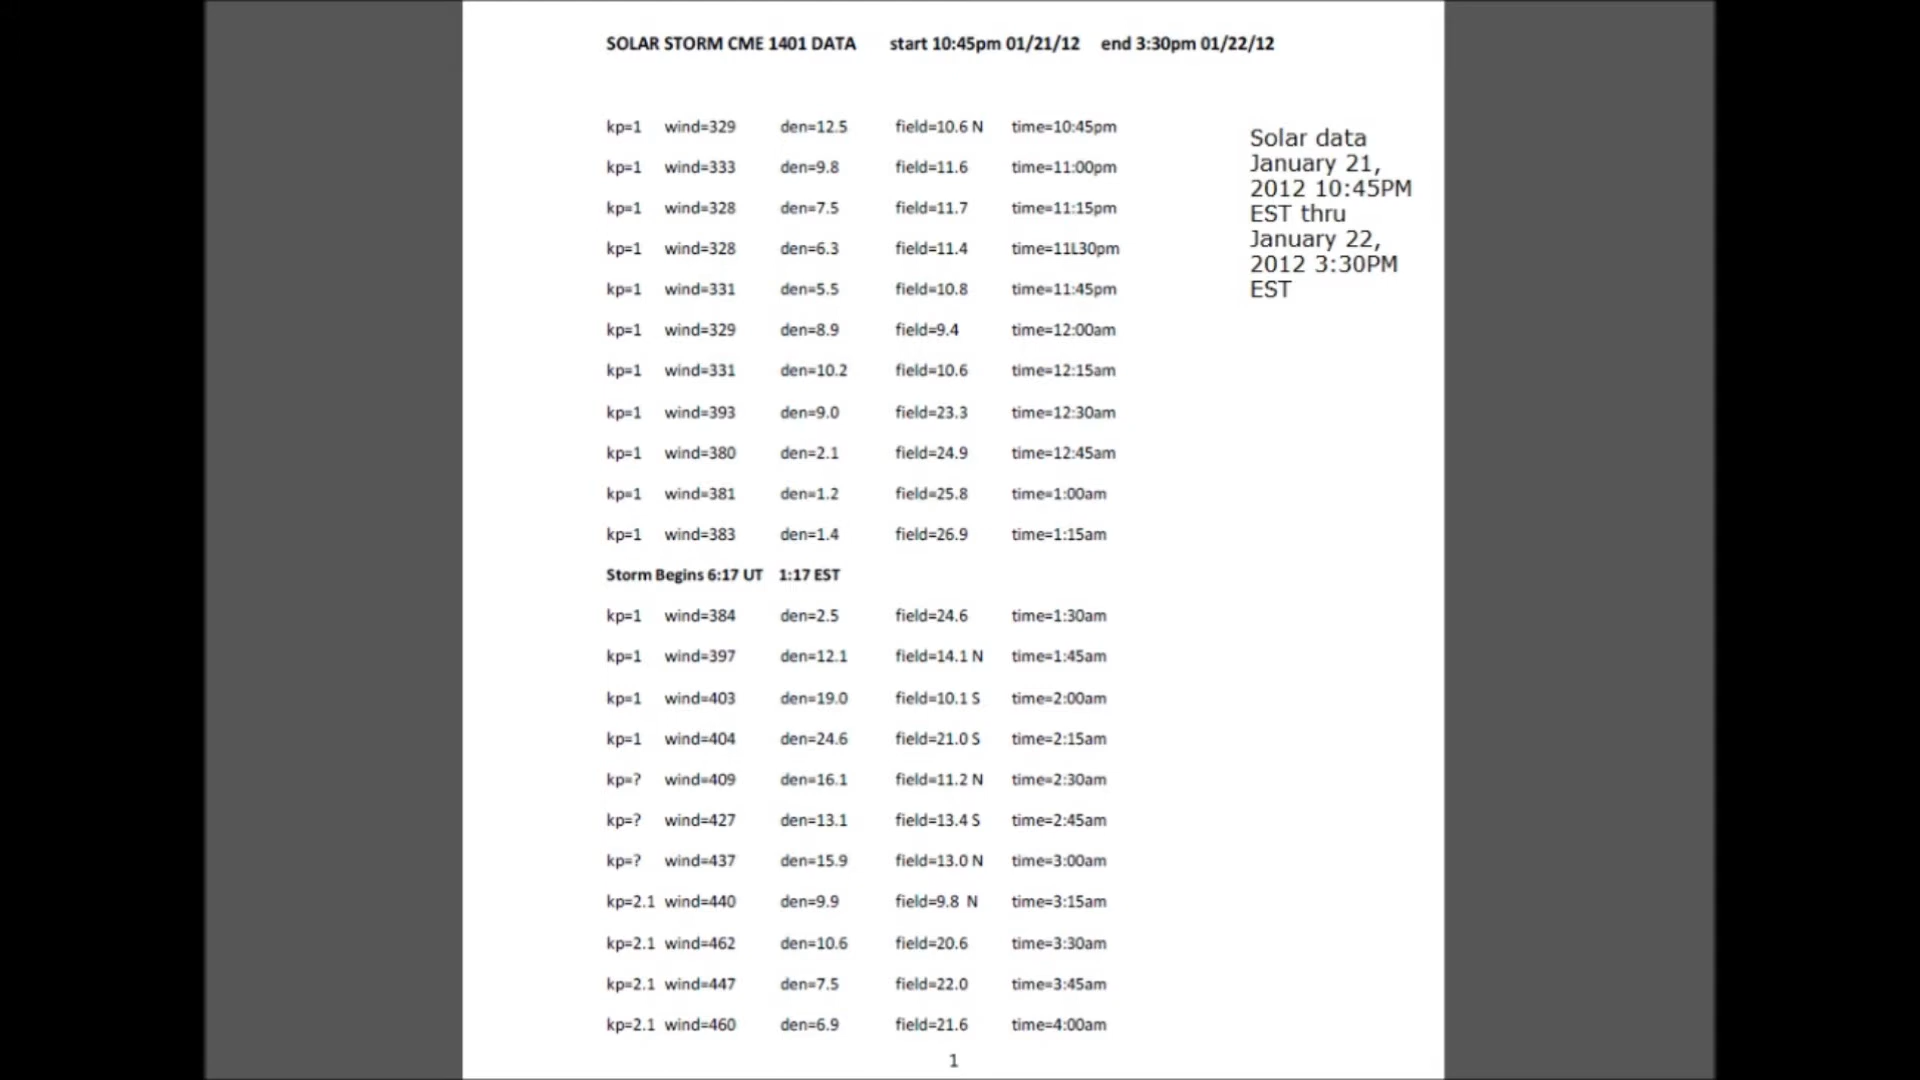 SOLAR STORM CME 1401 DATA start 10:45pm 01/21/12 end 3:30pm 01/22/12
kp=1 wind=329 den=12.5 field=10.6 N time=10:45pm
kp=1 wind=333 den=9.8 field=11.6 time=11:00pm
kp=1 wind=328 den=7.5 field=11.7 time=11:15pm
kp=1 wind=328 den=6.3 field=11.4 time=11L30pm
kp=1 wind=331 den=5.5 field=10.8 time=11:45pm
kp=1 wind=329 den=8.9 field=9.4 time=12:00am
kp=1 wind=331 den=10.2 field=10.6 time=12:15am
kp=1 wind=393 den=9.0 field=23.3 time=12:30am
kp=1 wind=380 den=2.1 field=24.9 time=12:45am
kp=1 wind=381 den=1.2 field=25.8 time=1:00am
kp=1 wind=383 den=1.4 field=26.9 time=1:15am
Storm Begins 6:17 UT 1:17 EST
kp=1 wind=384 den=2.5 field=24.6 time=1:30am
kp=1 wind=397 den=12.1 field=14.1 N time=1:45am
kp=1 wind=403 den=19.0 field=10.1 S time=2:00am
kp=1 wind=404 den=24.6 field=21.0 S time=2:15am
kp=? wind=409 den=16.1 field=11.2 N time=2:30am
kp=? wind=427 den=13.1 field=13.4 S time=2:45am
kp=? wind=437 den=15.9 field=13.0 N time=3:00am
kp=2.1 wind=440 den=9.9 field=9.8 N time=3:15am
kp=2.1 wind=462 den=10.6 field=20.6 time=3:30am
kp=2.1 wind=447 den=7.5 field=22.0 time=3:45am
kp=2.1 wind=460 den=6.9 field=21.6 time=4:00am
1
Solar data
January 21,
2012 10:45PM
EST thru
January 22,
2012 3:30PM
EST